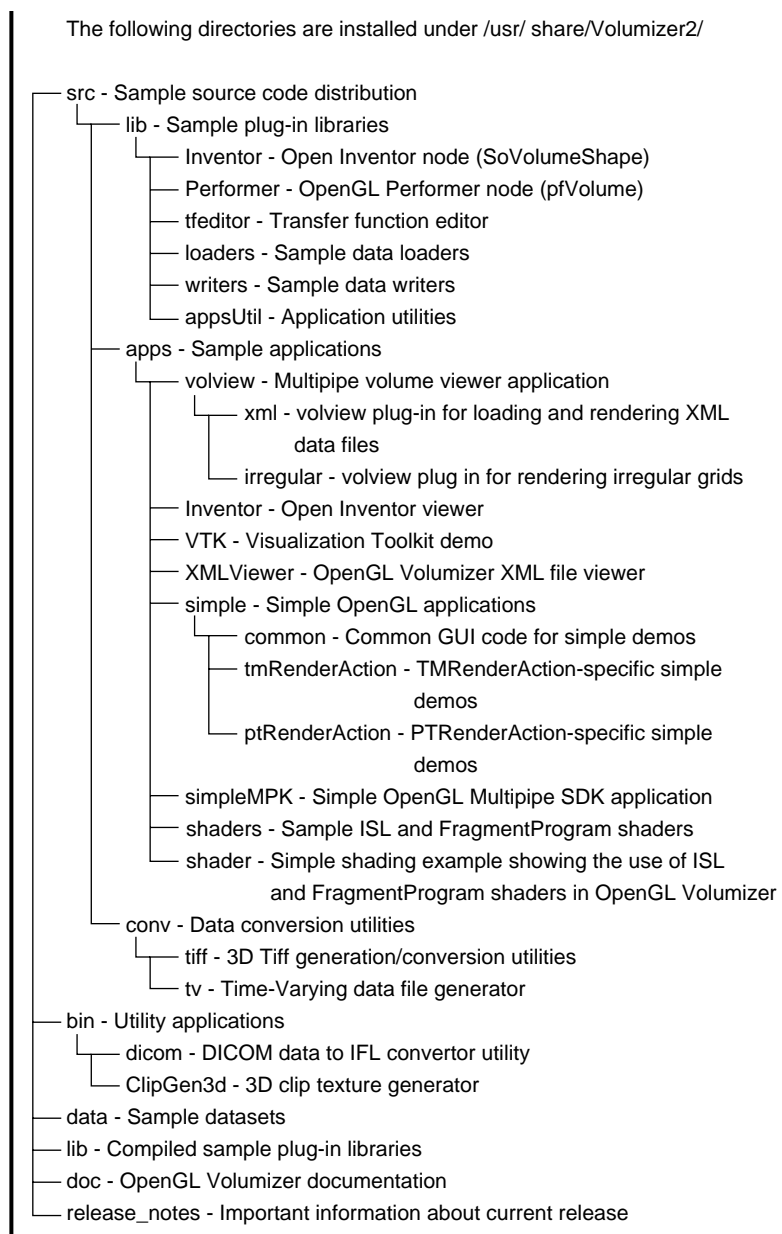 The following directories are installed under /usr/ share/Volumizer2/
src - Sample source code distribution
lib - Sample plug-in libraries
Inventor - Open Inventor node (SoVolumeShape)
Performer - OpenGL Performer node (pfVolume)
tfeditor - Transfer function editor
loaders - Sample data loaders
writers - Sample data writers
appsUtil - Application utilities
apps - Sample applications
volview - Multipipe volume viewer application
xml - volview plug-in for loading and rendering XML
data files
irregular - volview plug in for rendering irregular grids
Inventor - Open Inventor viewer
VTK - Visualization Toolkit demo
XMLViewer - OpenGL Volumizer XML file viewer
simple - Simple OpenGL applications
common - Common GUI code for simple demos
tmRenderAction - TMRenderAction-specific simple
demos
ptRenderAction - PTRenderAction-specific simple
demos
simpleMPK - Simple OpenGL Multipipe SDK application
shaders - Sample ISL and FragmentProgram shaders
shader - Simple shading example showing the use of ISL
and FragmentProgram shaders in OpenGL Volumizer
conv - Data conversion utilities
tiff - 3D Tiff generation/conversion utilities
tv - Time-Varying data file generator
bin - Utility applications
dicom - DICOM data to IFL convertor utility
ClipGen3d - 3D clip texture generator
data - Sample datasets
lib - Compiled sample plug-in libraries
doc - OpenGL Volumizer documentation
release_notes - Important information about current release